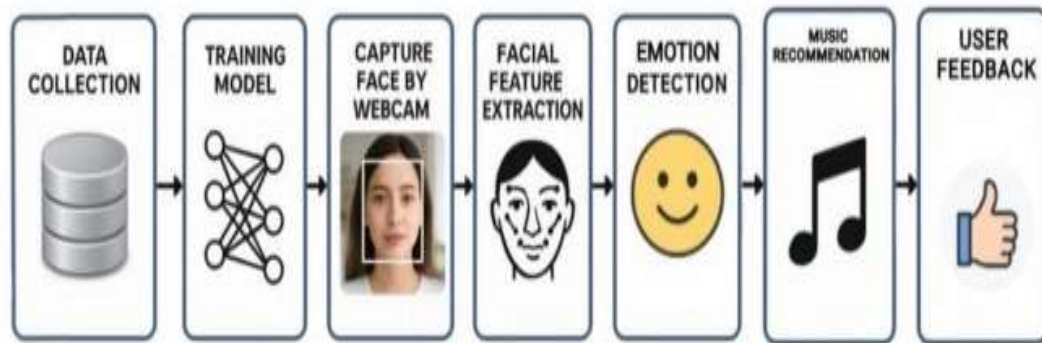 DATA
COLLECTION
TRAINING
MODEL
CAPTURE
FACE BY
WEBCAM
FACIAL
FEATURE
EXTRACTION
EMOTION
DETECTION
MUSIC
RECOMMENDATION
USER
FEEDBACK